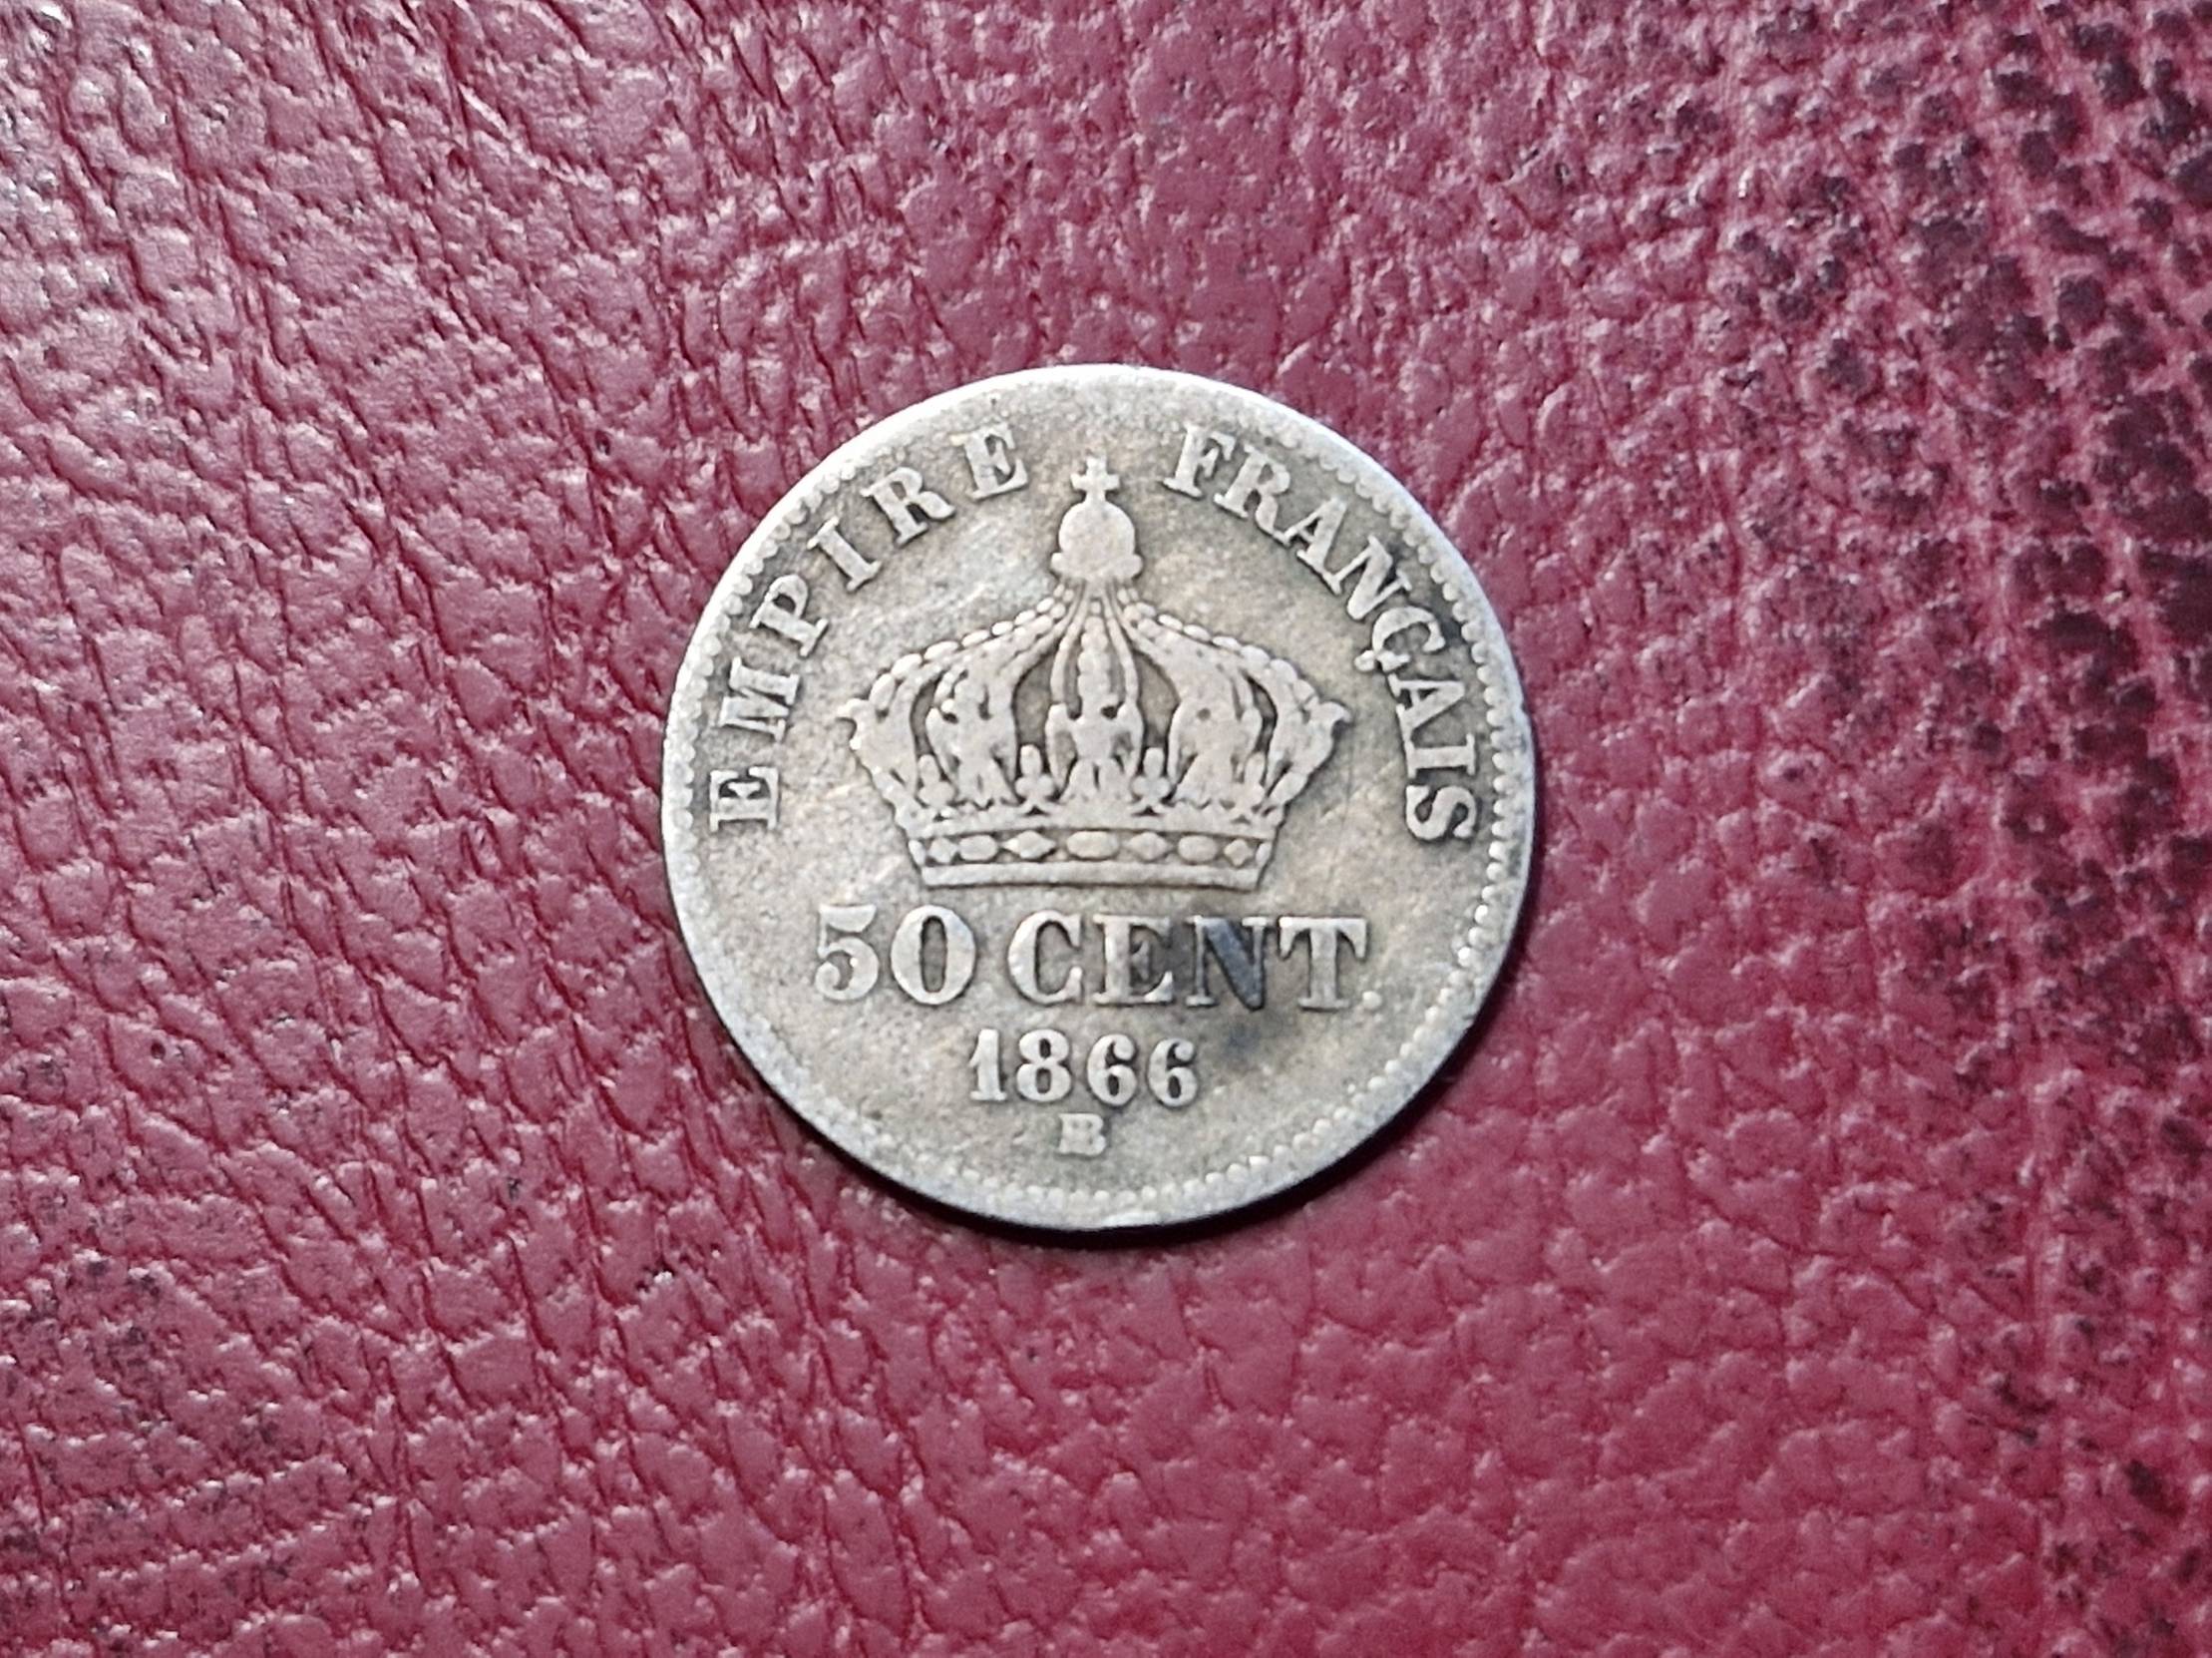 EMPIRE FRANÇAIS
50 CENT.
1866
BB